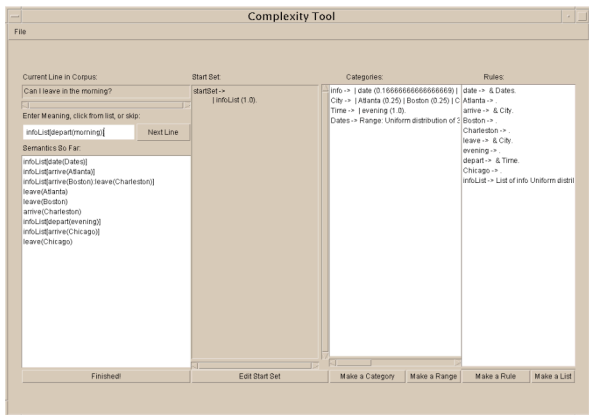 Complexity Tool
File
Current Line in Corpus:
Can I leave in the morning?
Enter Meaning, click from list, or skip:
infoList[depart(morning)]
Next Line
Semantics So Far:
infoList[date(Dates)]
infoList[arrive(Atlanta)]
infoList[arrive(Boston).leave(Charleston)]
leave(Atlanta)
leave(Boston)
arrive(Charleston)
infoList[depart(evening)]
infoList[arrive(Chicago)]
leave(Chicago)
Finished!
Start Set
startSet ->
| infoList (1.0).
Edit Start Set
Categories:
info -> | date (0.1666666666666669) |
City -> | Atlanta (0.25) | Boston (0.25) | C
Time -> | evening (1.0).
Dates -> Range: Uniform distribution of 3
Make a Category
Make a Range
Rules:
date -> & Dates.
Atlanta -> .
arrive -> & City.
Boston -> .
Charleston -> .
leave -> & City.
evening -> .
depart -> & Time.
Chicago -> .
infoList -> List of info Uniform distril
Make a Rule
Make a List